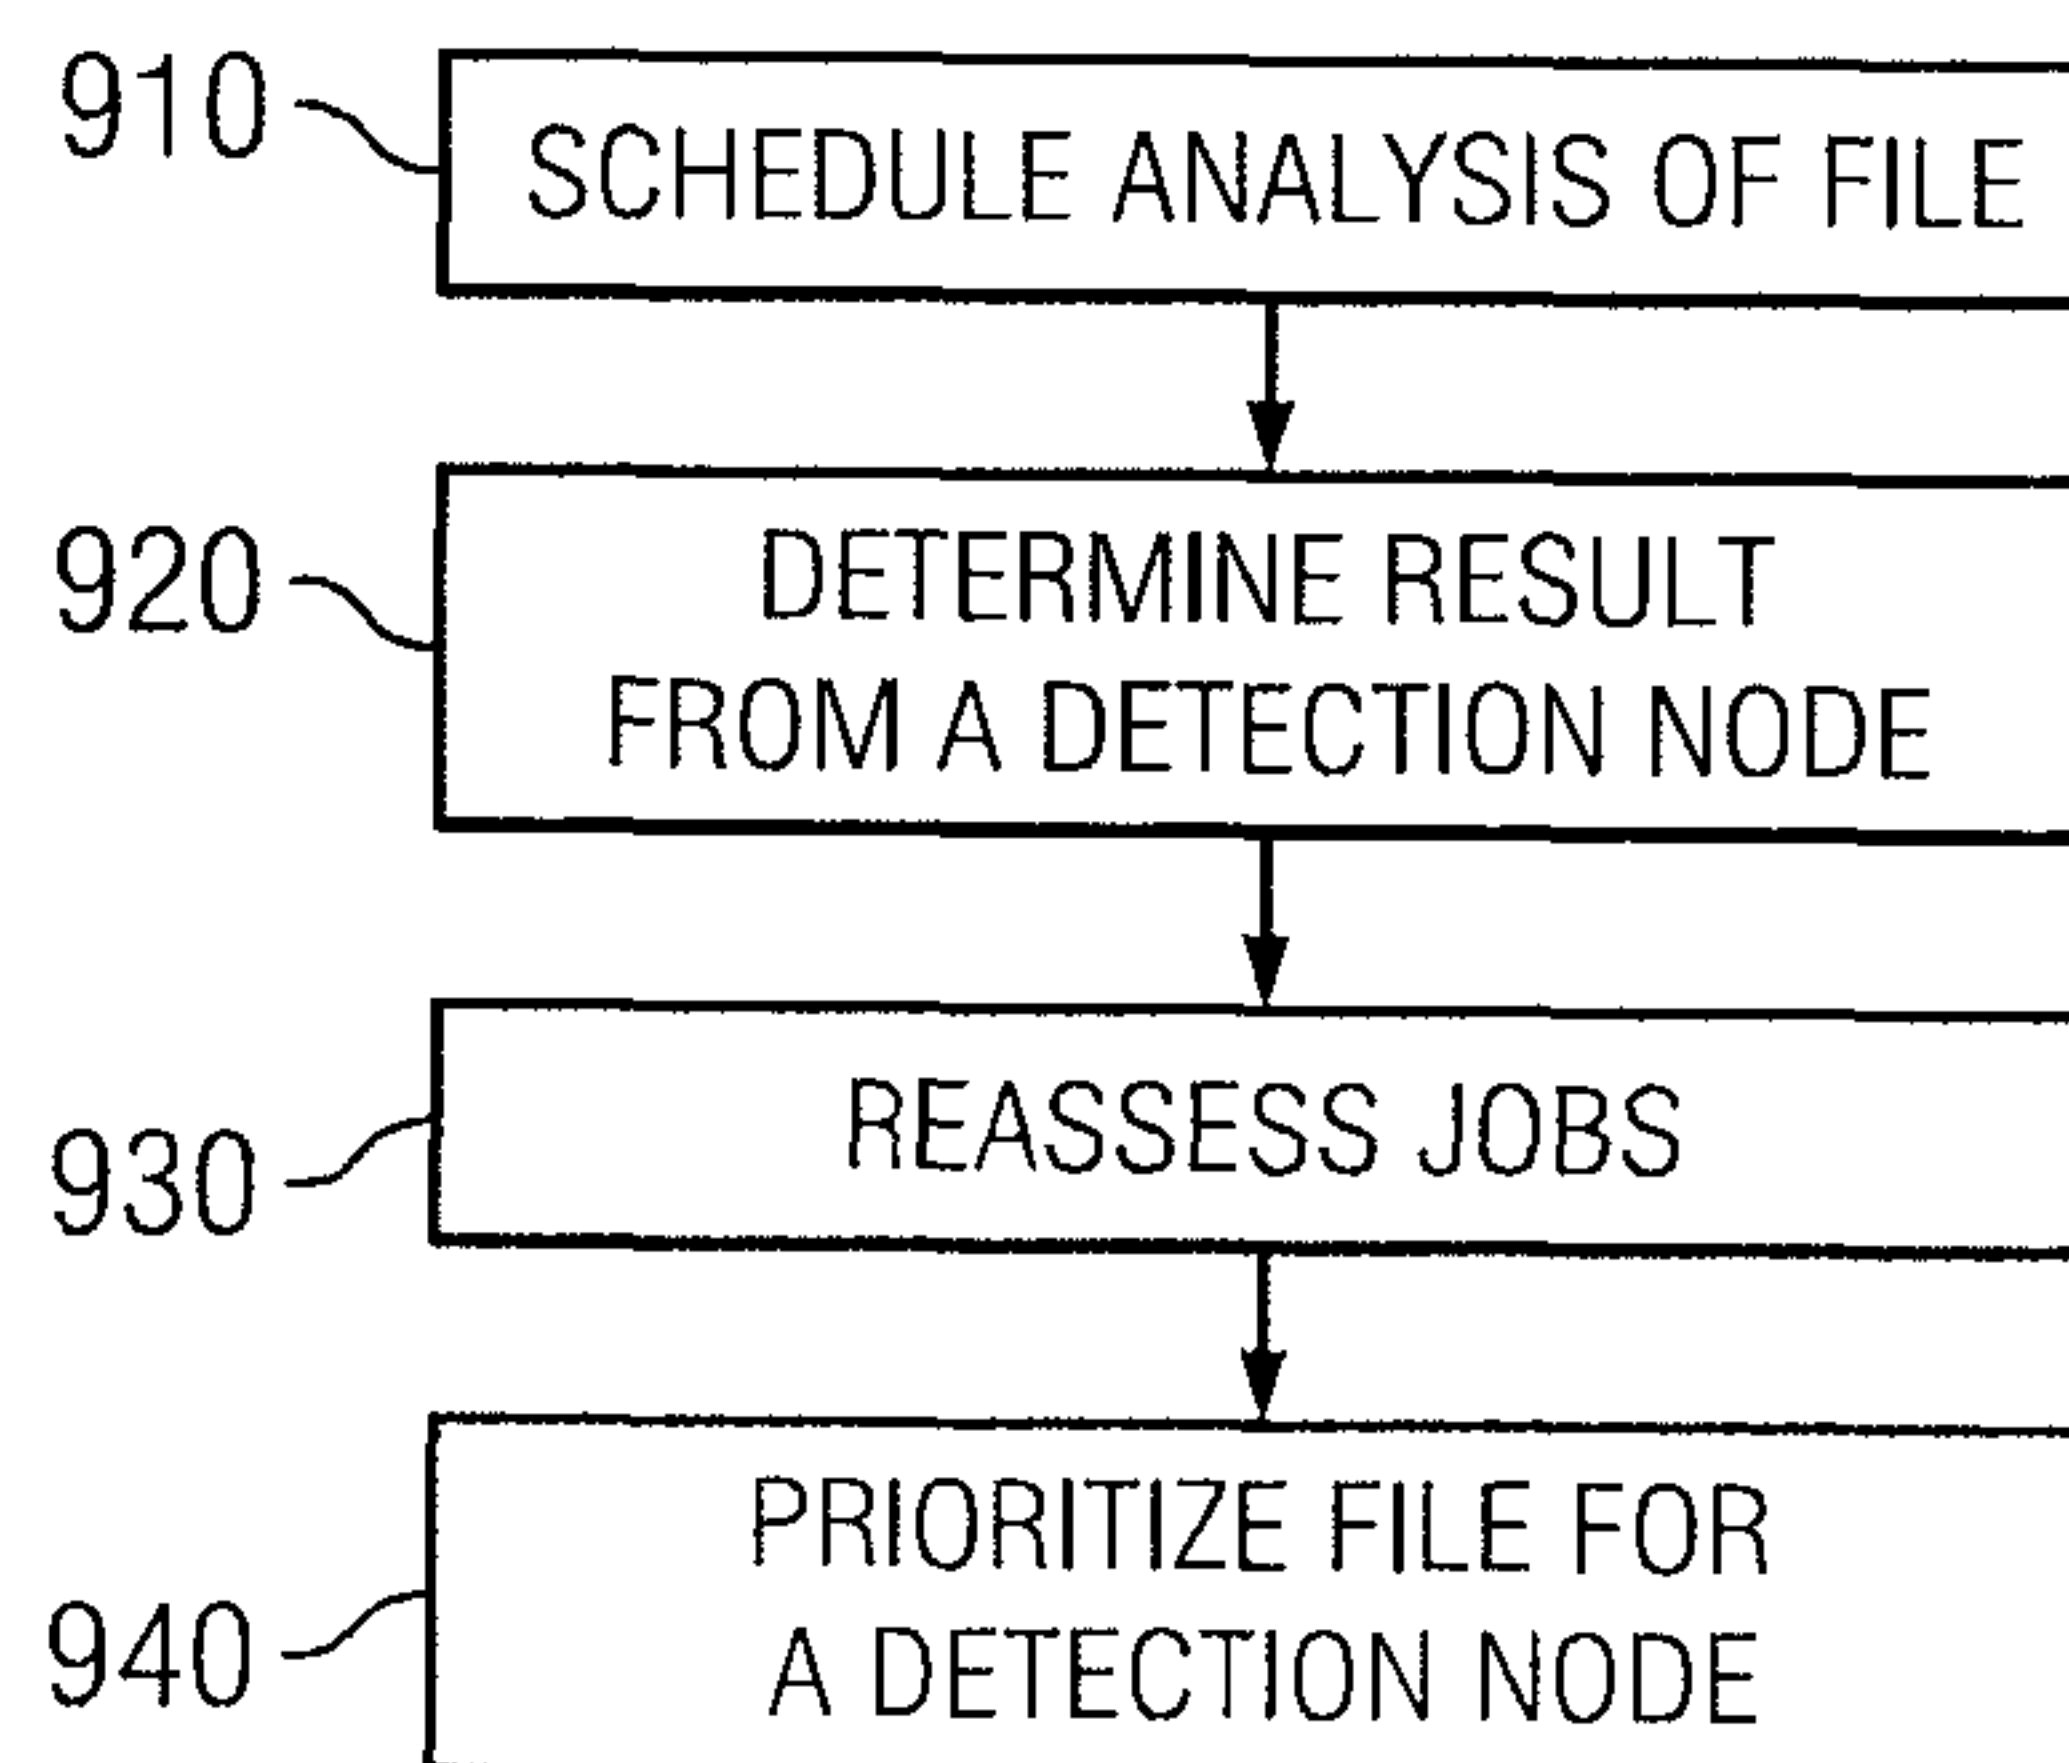 910
SCHEDULE ANALYSIS OF FILE
920
DETERMINE RESULT
FROM A DETECTION NODE
930
REASSESS JOBS
940
PRIORITIZE FILE FOR
A DETECTION NODE